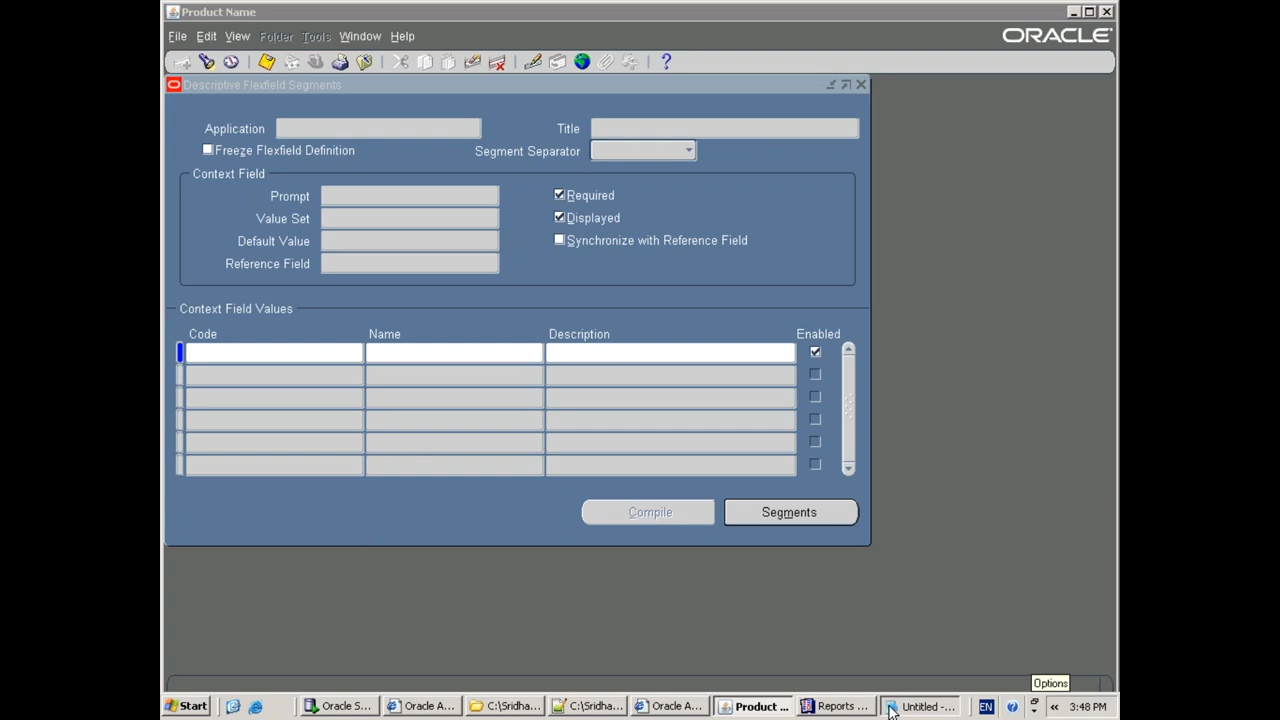 Product Name
File Edit View Folder Tools Window Help
ORACLE
Descriptive Flexfield Segments
Application
Title
Freeze Flexfield Definition
Segment Separator
Context Field
Prompt
Required
Value Set
Displayed
Default Value
Synchronize with Reference Field
Reference Field
Context Field Values
Code Name Description Enabled
Compile Segments
Options
Start Oracle S... Oracle A... C:\Sridha... C:\Sridha... Oracle A... Product ... Reports ... Untitled -... EN 3:48 PM